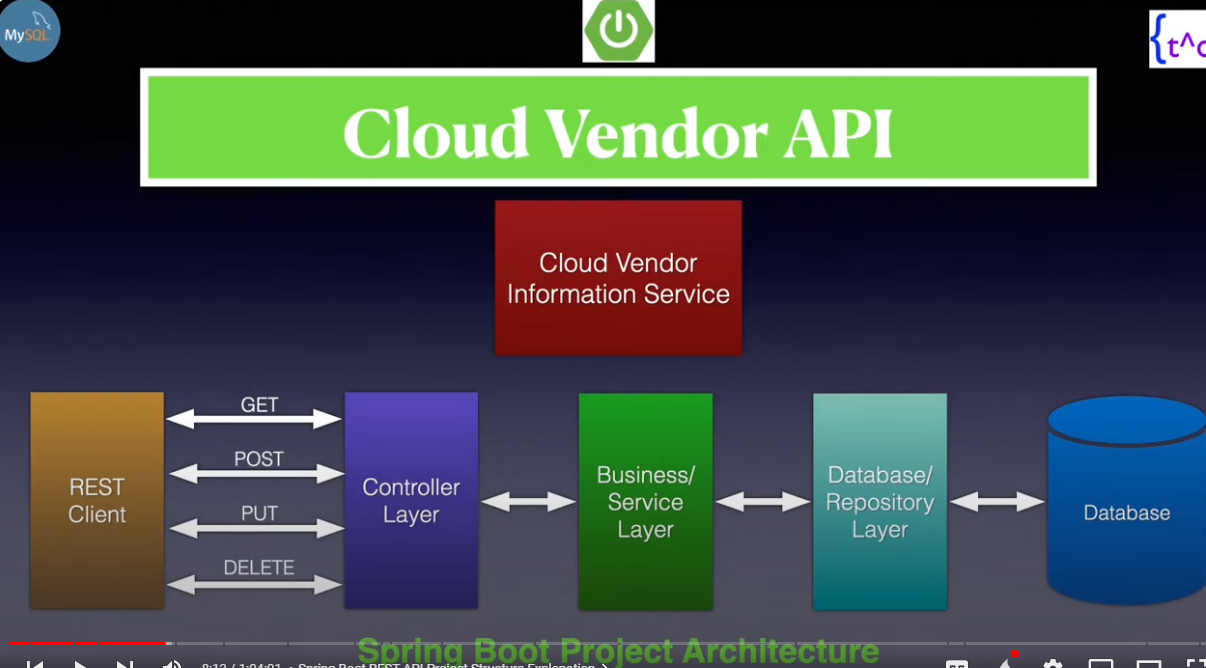 MySQL
{t^c
Cloud Vendor API
Cloud Vendor
Information Service
GET
POST
PUT
DELETE
REST
Client
Controller
Layer
Business/
Service
Layer
Database/
Repository
Layer
Database
Spring Boot Project Architecture
8:12 / 1:04:01 • Spring Boot REST API Project Structure Explanation